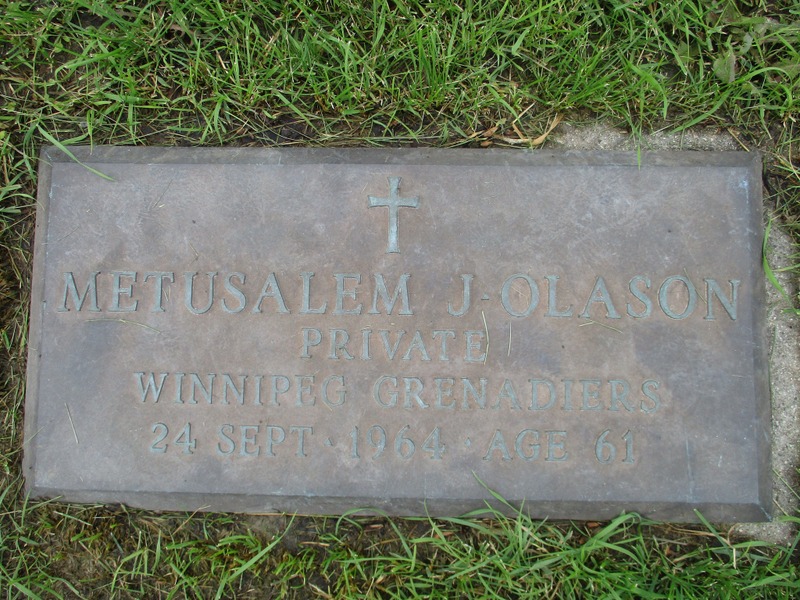 METUSALEM J-OLASON
PRIVATE
WINNIPEG GRENADIERS
24 SEPT · 1964 · AGE 61